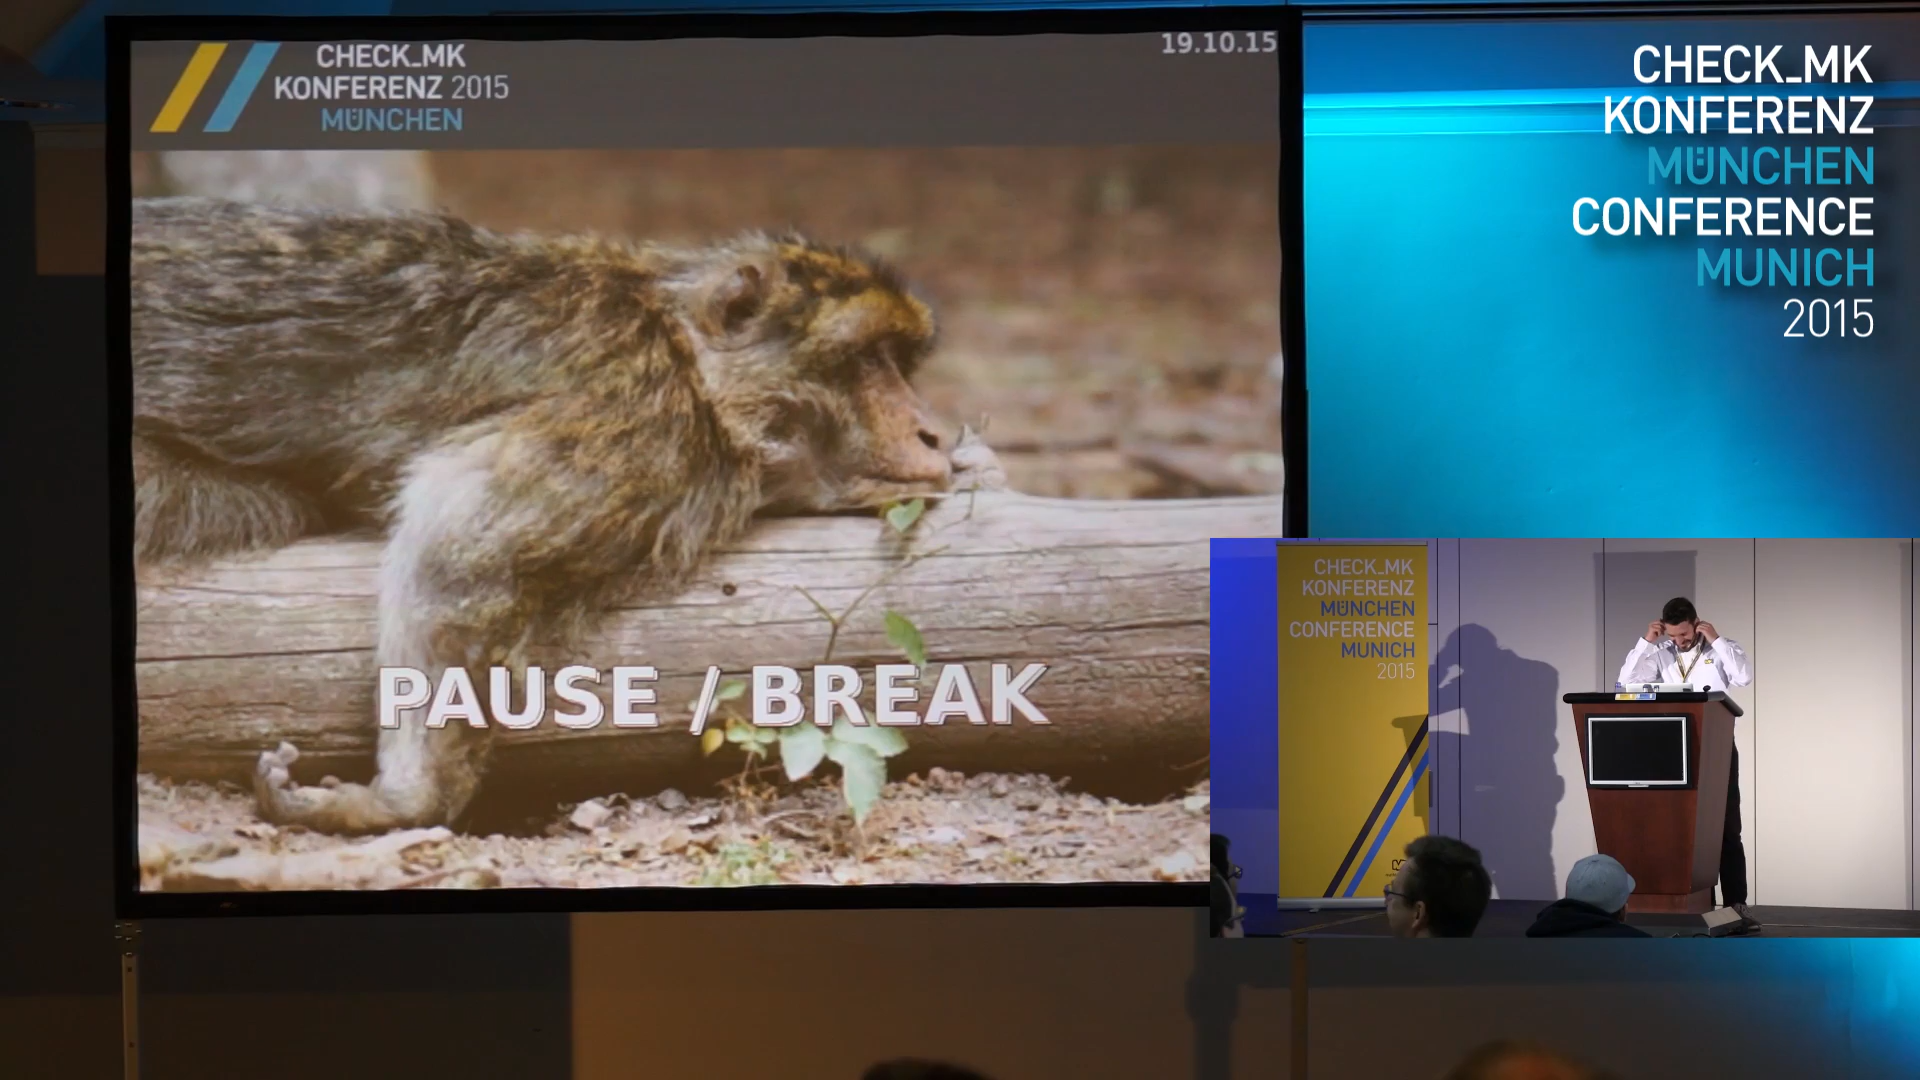 CHECK_MK
KONFERENZ 2015
MÜNCHEN
19.10.15
PAUSE / BREAK
CHECK_MK
KONFERENZ
MÜNCHEN
CONFERENCE
MUNICH
2015
CHECK_MK
KONFERENZ
MÜNCHEN
CONFERENCE
MUNICH
2015